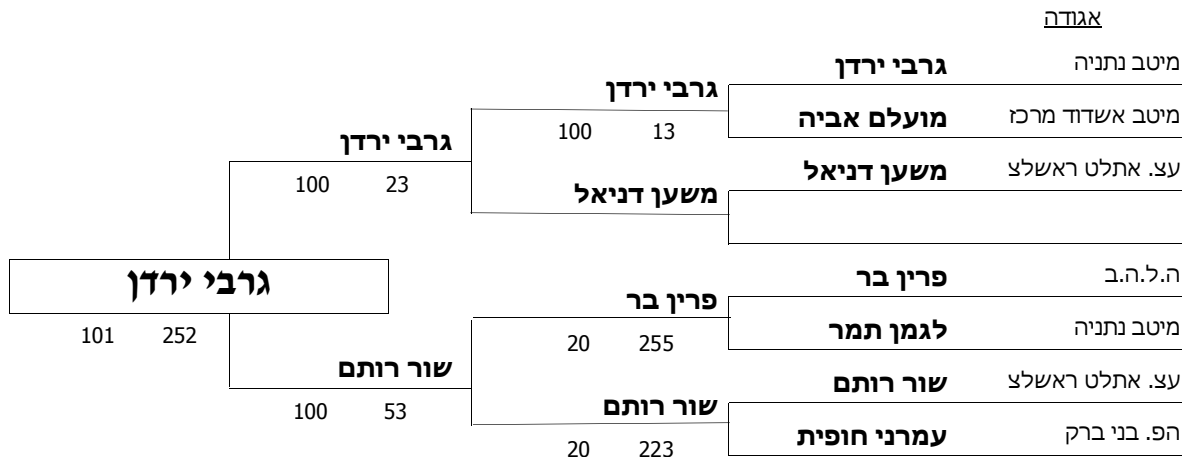 אגודה
מיטב נתניה גרבי ירדן
גרבי ירדן
מיטב אשדוד מרכז מועלם אביה
13 100
גרבי ירדן
עצ. אתלט ראשלצ משען דניאל
23 100
משען דניאל
גרבי ירדן
ה.ל.ה.ב פרין בר
פרין בר
252 101
מיטב נתניה לגמן תמר
255 20
שור רותם
עצ. אתלט ראשלצ שור רותם
53 100
שור רותם
הפ. בני ברק עמרני חופית
223 20